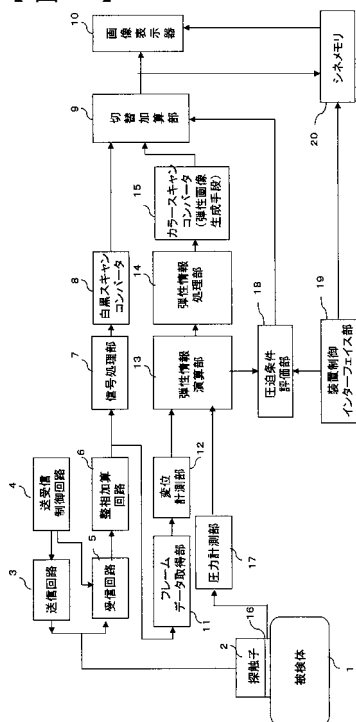 10
画像表示器
シネメモリ
20
9
切替加算部
15
カラースキャン
コンバータ
(弾性画像
生成手段)
8
白黒スキャン
コンバータ
14
弾性情報
処理部
18
圧迫条件
評価部
19
装置制御
インターフェイス部
7
信号処理部
13
弾性情報
演算部
4
送受信
制御回路
6
整相加算
回路
12
変位
計測部
3
送信回路
5
受信回路
フレーム
データ取得部
11
圧力計測部
17
2
16
探触子
被検体
1